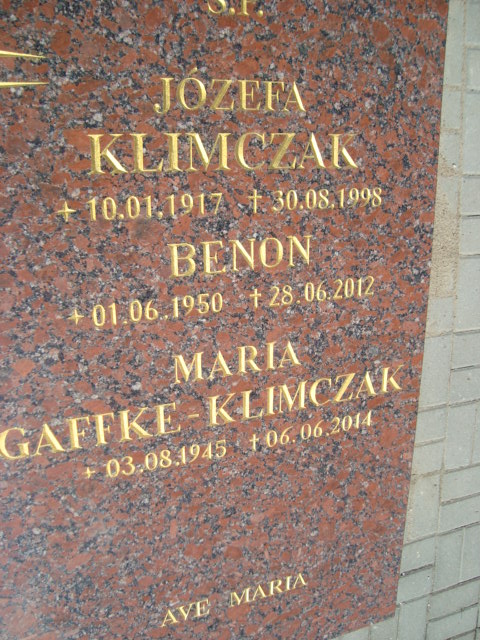 Ś.P.
JÓZEFA
KLIMCZAK
+ 10.01.1917 † 30.08.1998
BENON
+ 01.06.1950 † 28.06.2012
MARIA
GAFFKE - KLIMCZAK
+ 03.08.1945 † 06.06.2014
AVE MARIA